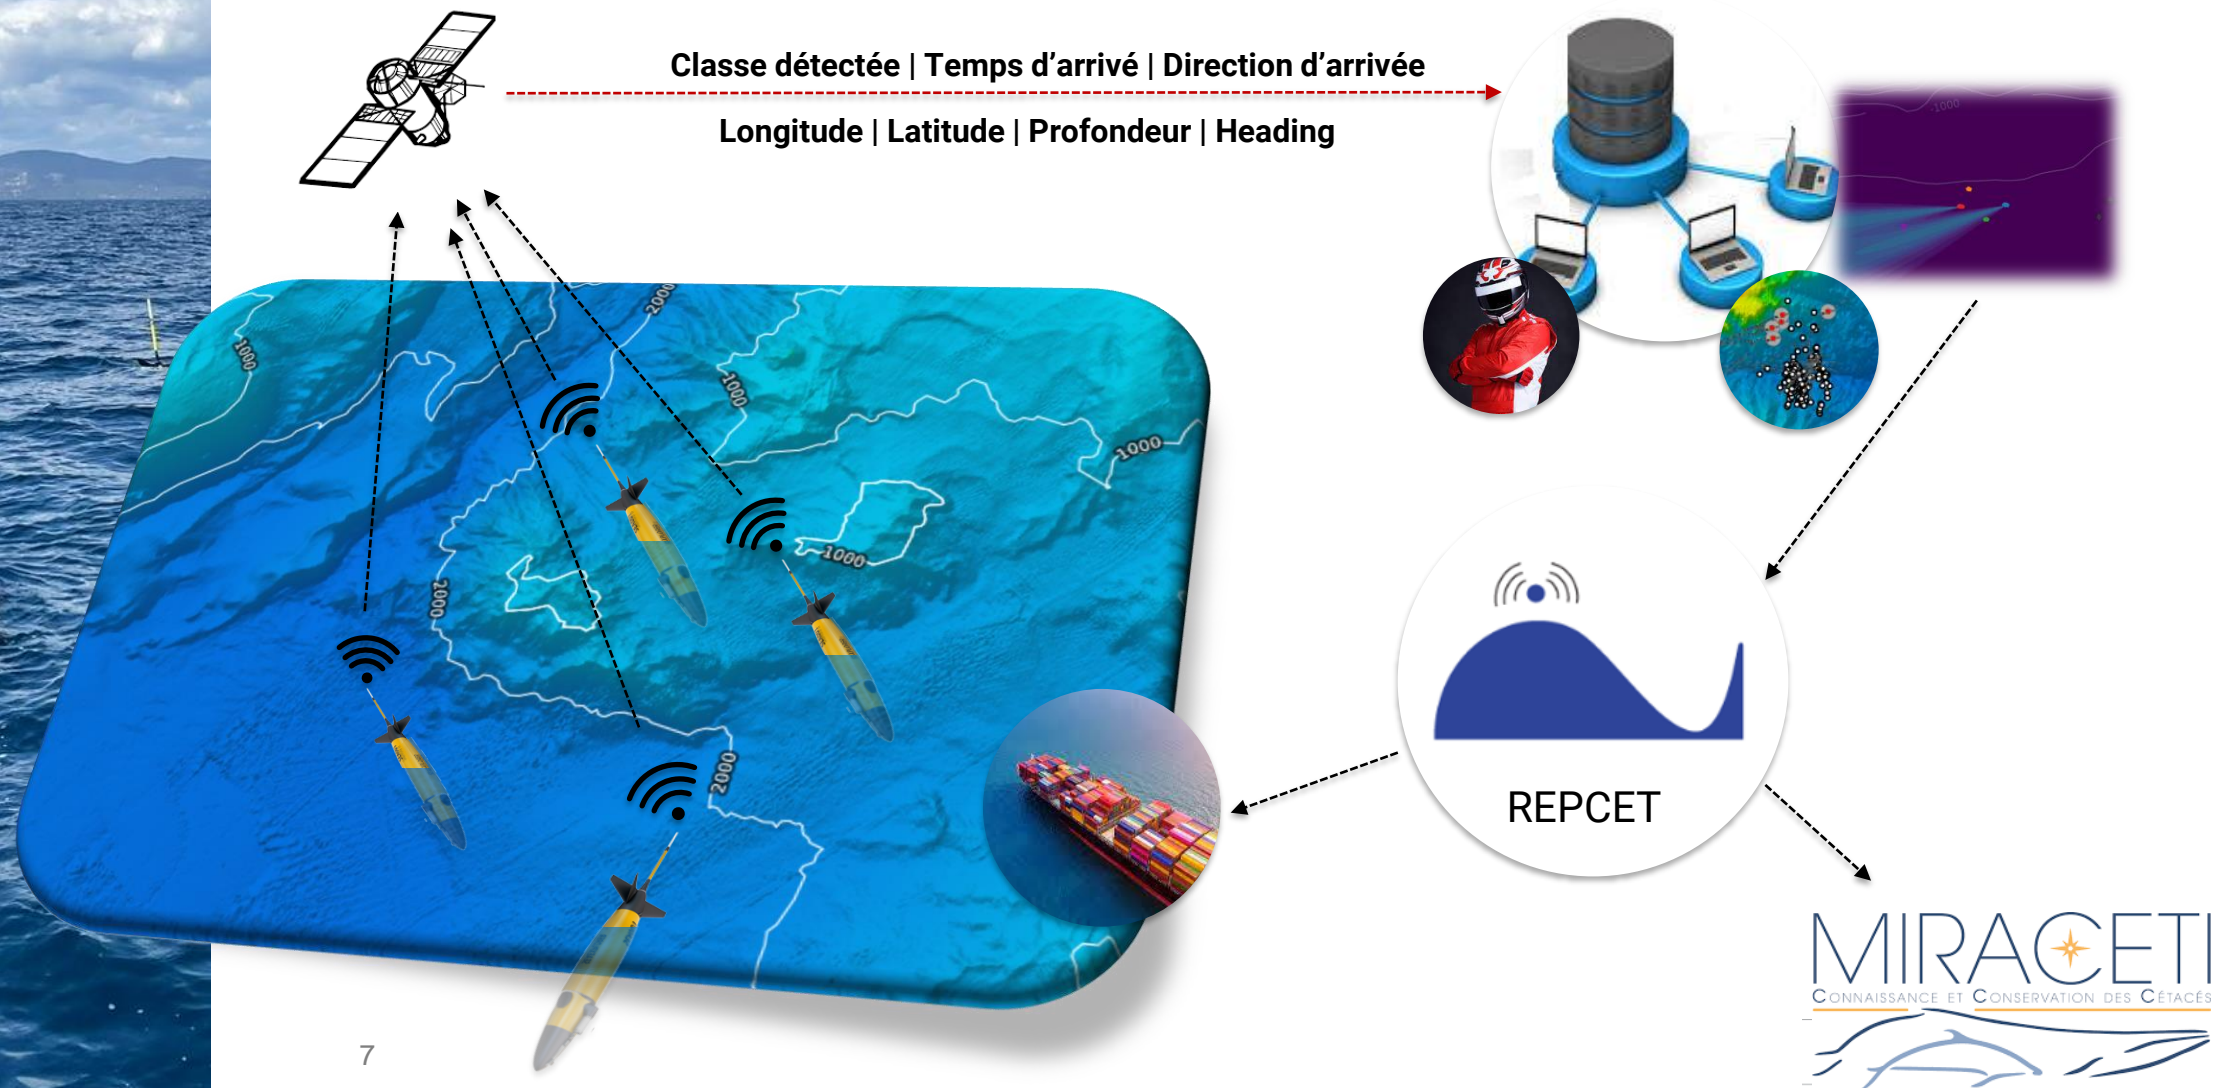 Classe détectée | Temps d'arrivé | Direction d'arrivée
Longitude | Latitude | Profondeur | Heading
-1000
2000
1000
1000
1000
1000
2000
2000
REPCET
MIRACETI
CONNAISSANCE ET CONSERVATION DES CÉTACÉS
7